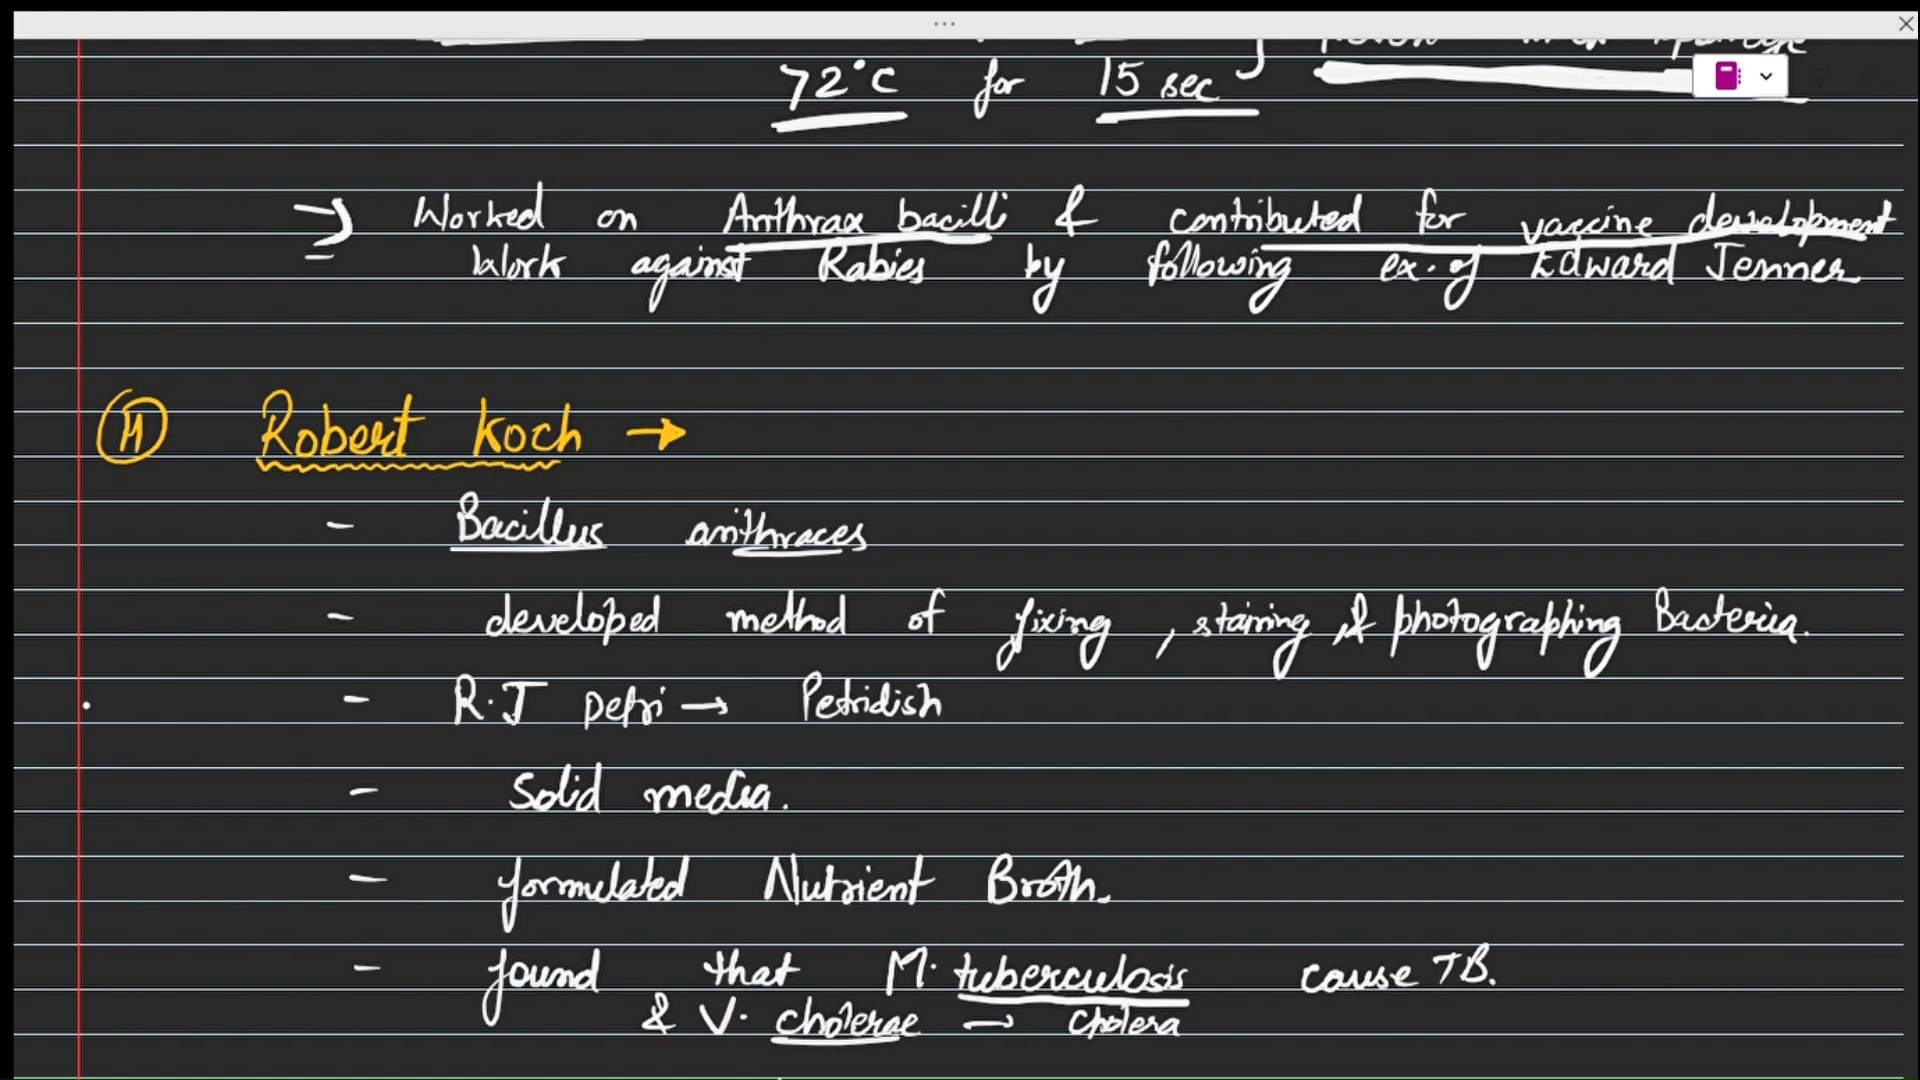 72°C for 15 sec
=> Worked on Anthrax bacilli & contributed for vaccine development
Work against Rabies by following ex. of Edward Jenner
Robert Koch →
- Bacillus anthraces
- developed method of fixing, staining, & photographing Bacteria.
- R.J Petri → Petridish
- Solid media.
- formulated Nutrient Broth.
- found that M. tuberculosis cause TB.
& V. cholerae → cholera